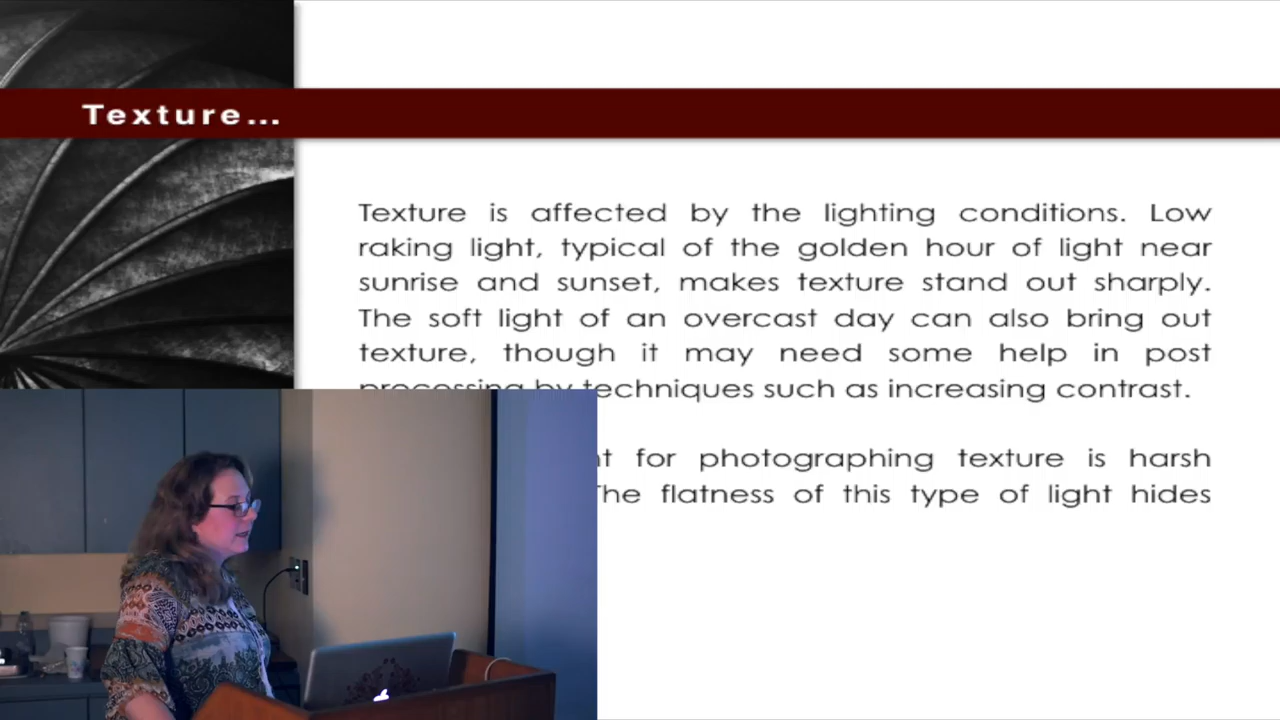 Texture...
Texture is affected by the lighting conditions. Low
raking light, typical of the golden hour of light near
sunrise and sunset, makes texture stand out sharply.
The soft light of an overcast day can also bring out
texture, though it may need some help in post
processing by techniques such as increasing contrast.
for photographing texture is harsh
The flatness of this type of light hides